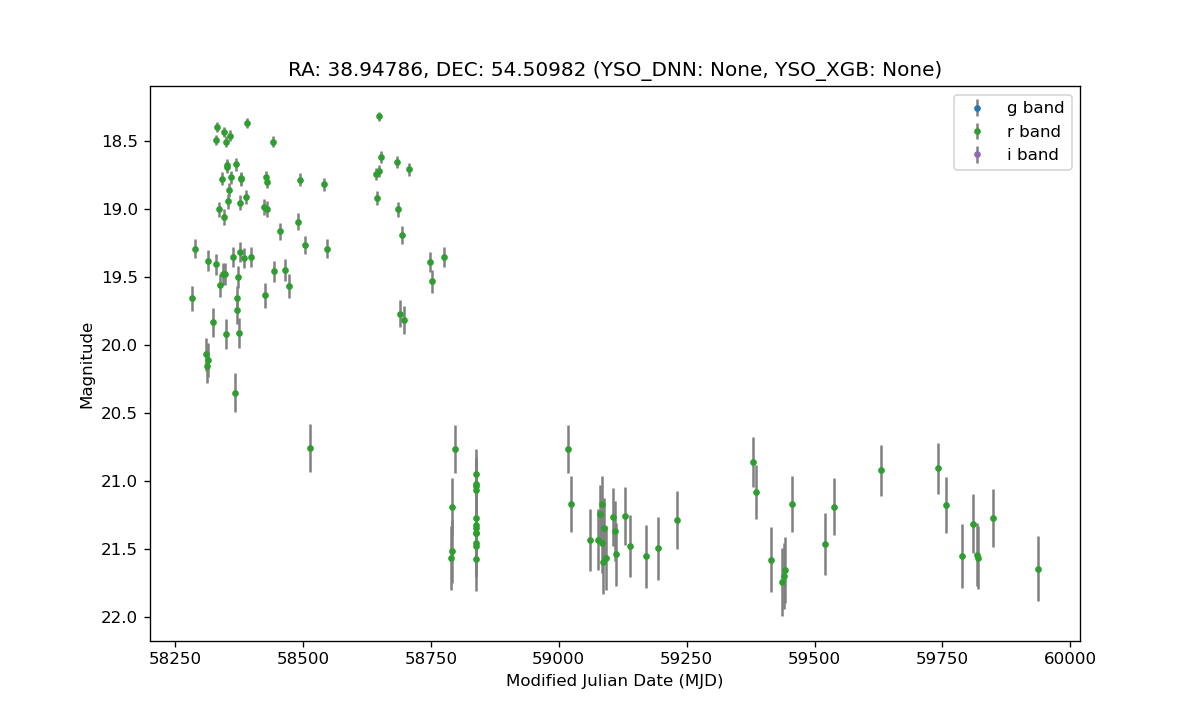 RA: 38.94786, DEC: 54.50982 (YSO_DNN: None, YSO_XGB: None)
g band
r band
i band
18.5
19.0
19.5
20.0
20.5
21.0
21.5
22.0
Magnitude
58250 58500 58750 59000 59250 59500 59750 60000
Modified Julian Date (MJD)